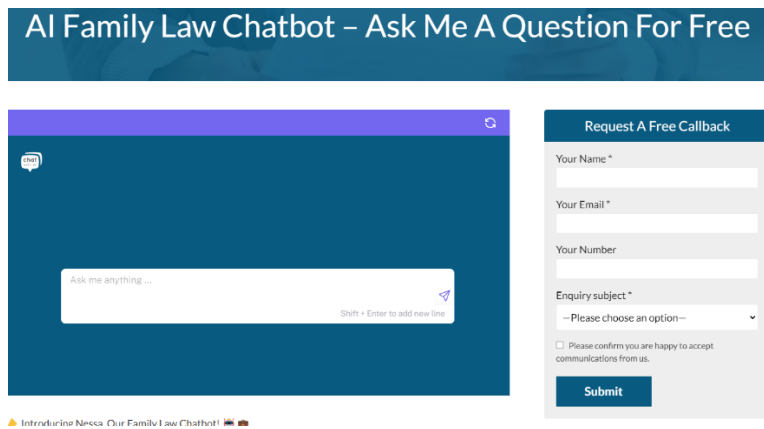 AI Family Law Chatbot – Ask Me A Question For Free
chat
Ask me anything ...
Shift + Enter to add new line
Introducing Nessa, Our Family Law Chatbot!
Request A Free Callback
Your Name *
Your Email *
Your Number
Enquiry subject *
—Please choose an option—
Please confirm you are happy to accept
communications from us.
Submit